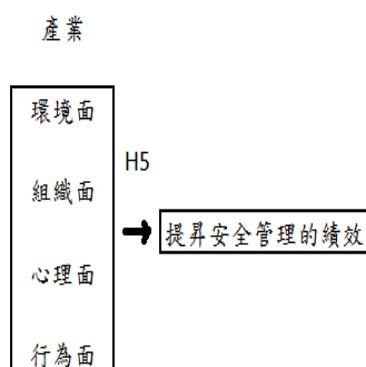 產業
環境面
H5
組織面
提昇安全管理的績效
心理面
行為面